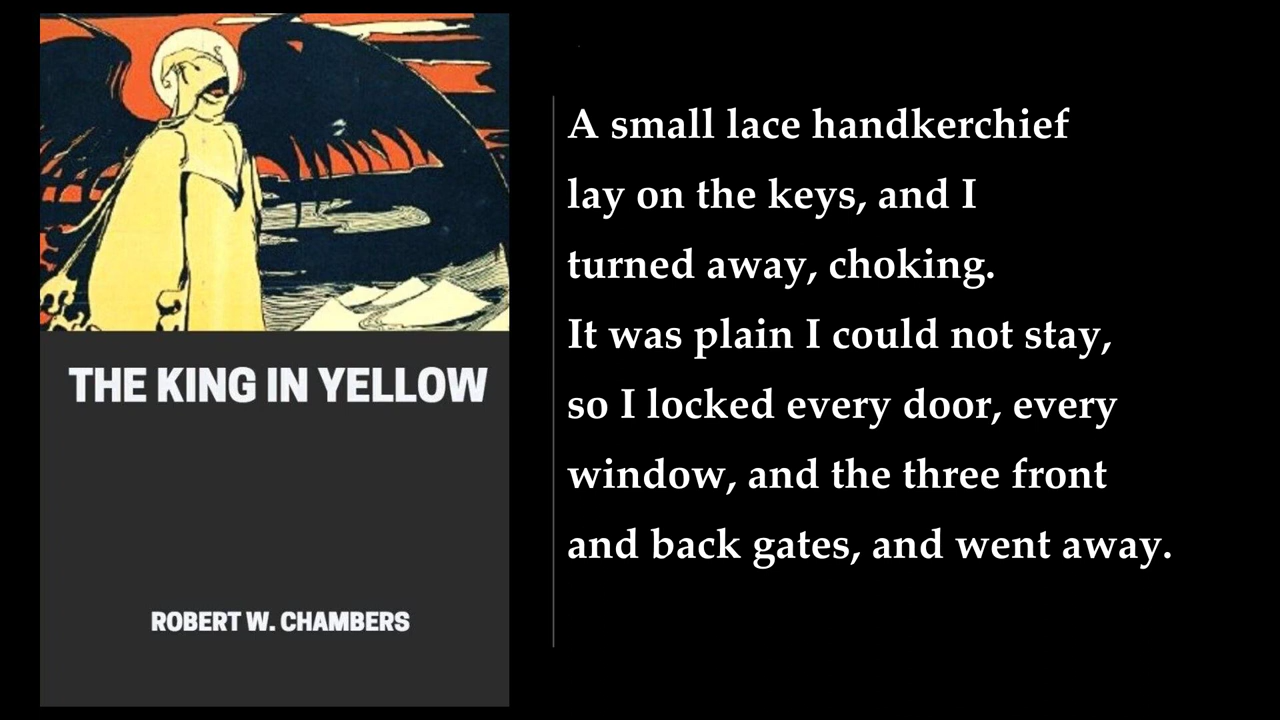 THE KING IN YELLOW
ROBERT W. CHAMBERS
A small lace handkerchief
lay on the keys, and I
turned away, choking.
It was plain I could not stay,
so I locked every door, every
window, and the three front
and back gates, and went away.